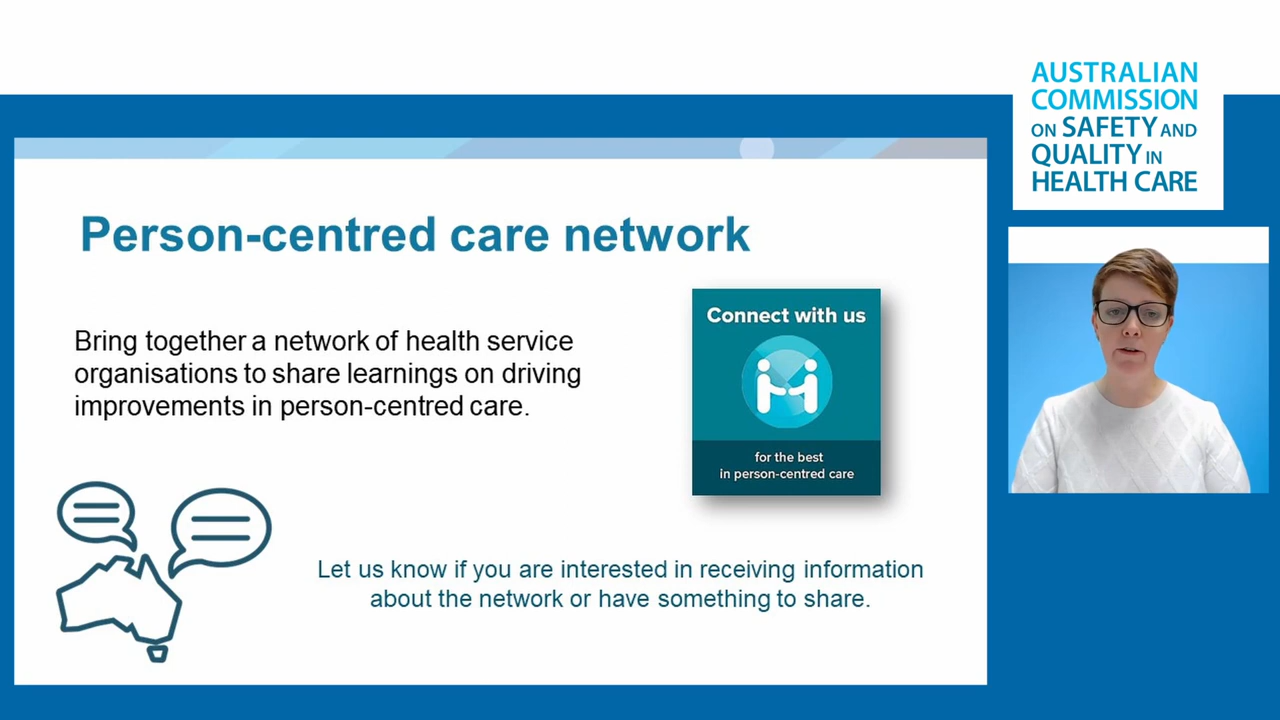 AUSTRALIAN
COMMISSION
ON SAFETY AND
QUALITY IN
HEALTH CARE
Person-centred care network
Bring together a network of health service
organisations to share learnings on driving
improvements in person-centred care.
Connect with us
for the best
in person-centred care
Let us know if you are interested in receiving information
about the network or have something to share.